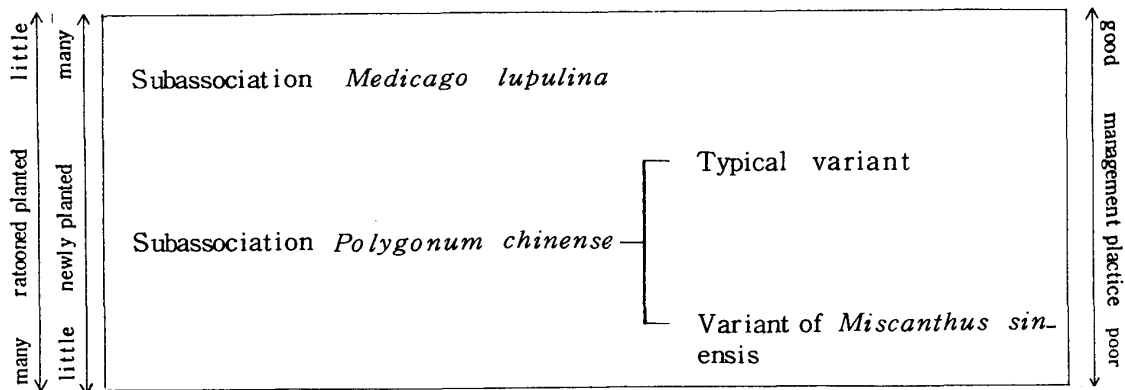 little
ratooned planted
many
many
newly planted
little
Subassociation Medicago lupulina
Typical variant
Subassociation Polygonum chinense
Variant of Miscanthus sin-
ensis
good
management plactice
poor